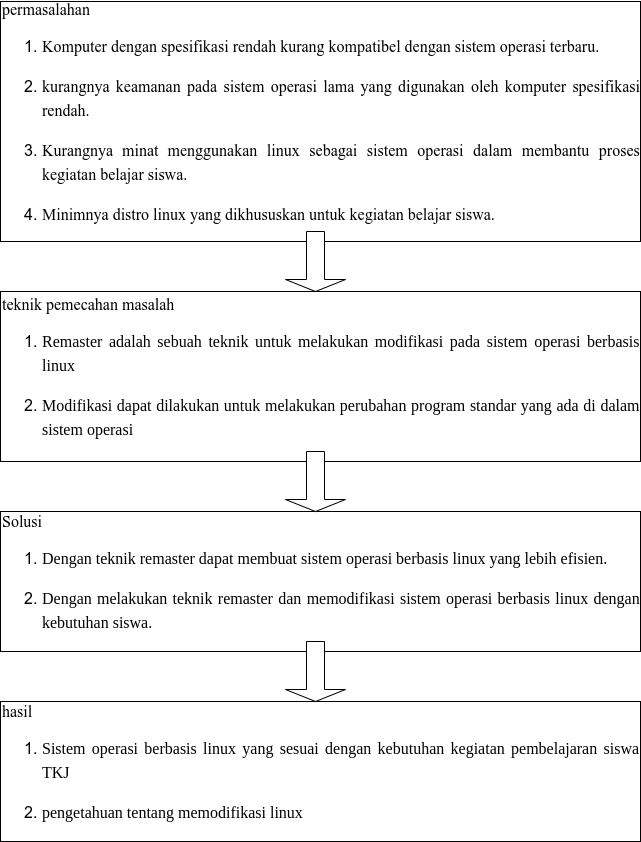 permasalahan
1. Komputer dengan spesifikasi rendah kurang kompatibel dengan sistem operasi terbaru.
2. kurangnya keamanan pada sistem operasi lama yang digunakan oleh komputer spesifikasi
rendah.
3. Kurangnya minat menggunakan linux sebagai sistem operasi dalam membantu proses
kegiatan belajar siswa.
4. Minimnya distro linux yang dikhususkan untuk kegiatan belajar siswa.
teknik pemecahan masalah
1. Remaster adalah sebuah teknik untuk melakukan modifikasi pada sistem operasi berbasis
linux
2. Modifikasi dapat dilakukan untuk melakukan perubahan program standar yang ada di dalam
sistem operasi
Solusi
1. Dengan teknik remaster dapat membuat sistem operasi berbasis linux yang lebih efisien.
2. Dengan melakukan teknik remaster dan memodifikasi sistem operasi berbasis linux dengan
kebutuhan siswa.
hasil
1. Sistem operasi berbasis linux yang sesuai dengan kebutuhan kegiatan pembelajaran siswa
TKJ
2. pengetahuan tentang memodifikasi linux